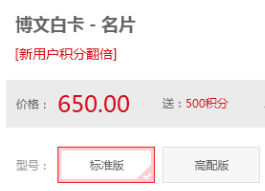 博文白卡 - 名片
[新用户积分翻倍]
价格： 650.00 送：500积分
型号： 标准版 高配版